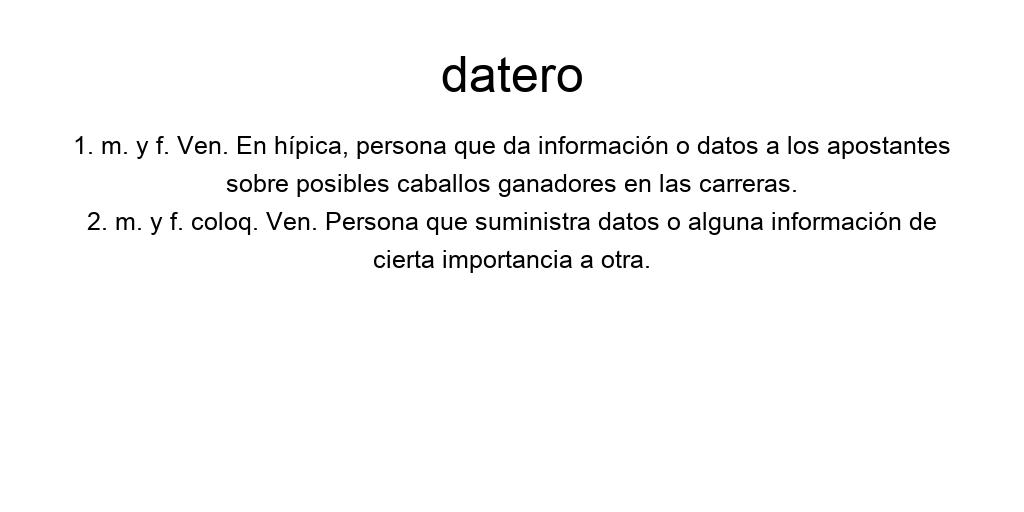 datero
1. m. y f. Ven. En hípica, persona que da información o datos a los apostantes
sobre posibles caballos ganadores en las carreras.
2. m. y f. coloq. Ven. Persona que suministra datos o alguna información de
cierta importancia a otra.